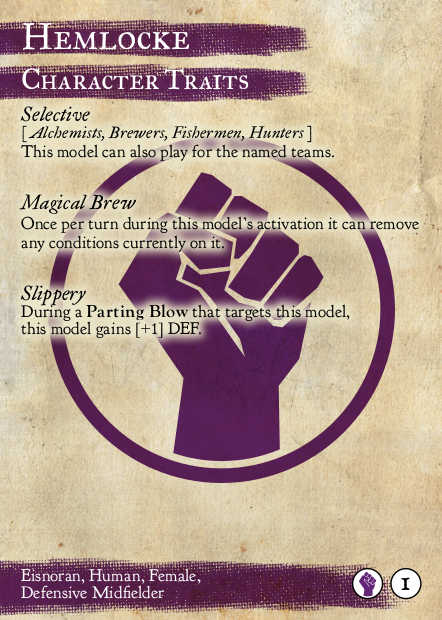 Hemlocke
Character Traits
Selective
[ Alchemists, Brewers, Fishermen, Hunters ]
This model can also play for the named teams.
Magical Brew
Once per turn during this model's activation it can remove
any conditions currently on it.
Slippery
During a Parting Blow that targets this model,
this model gains [+1] DEF.
Eisnoran, Human, Female,
Defensive Midfielder
1